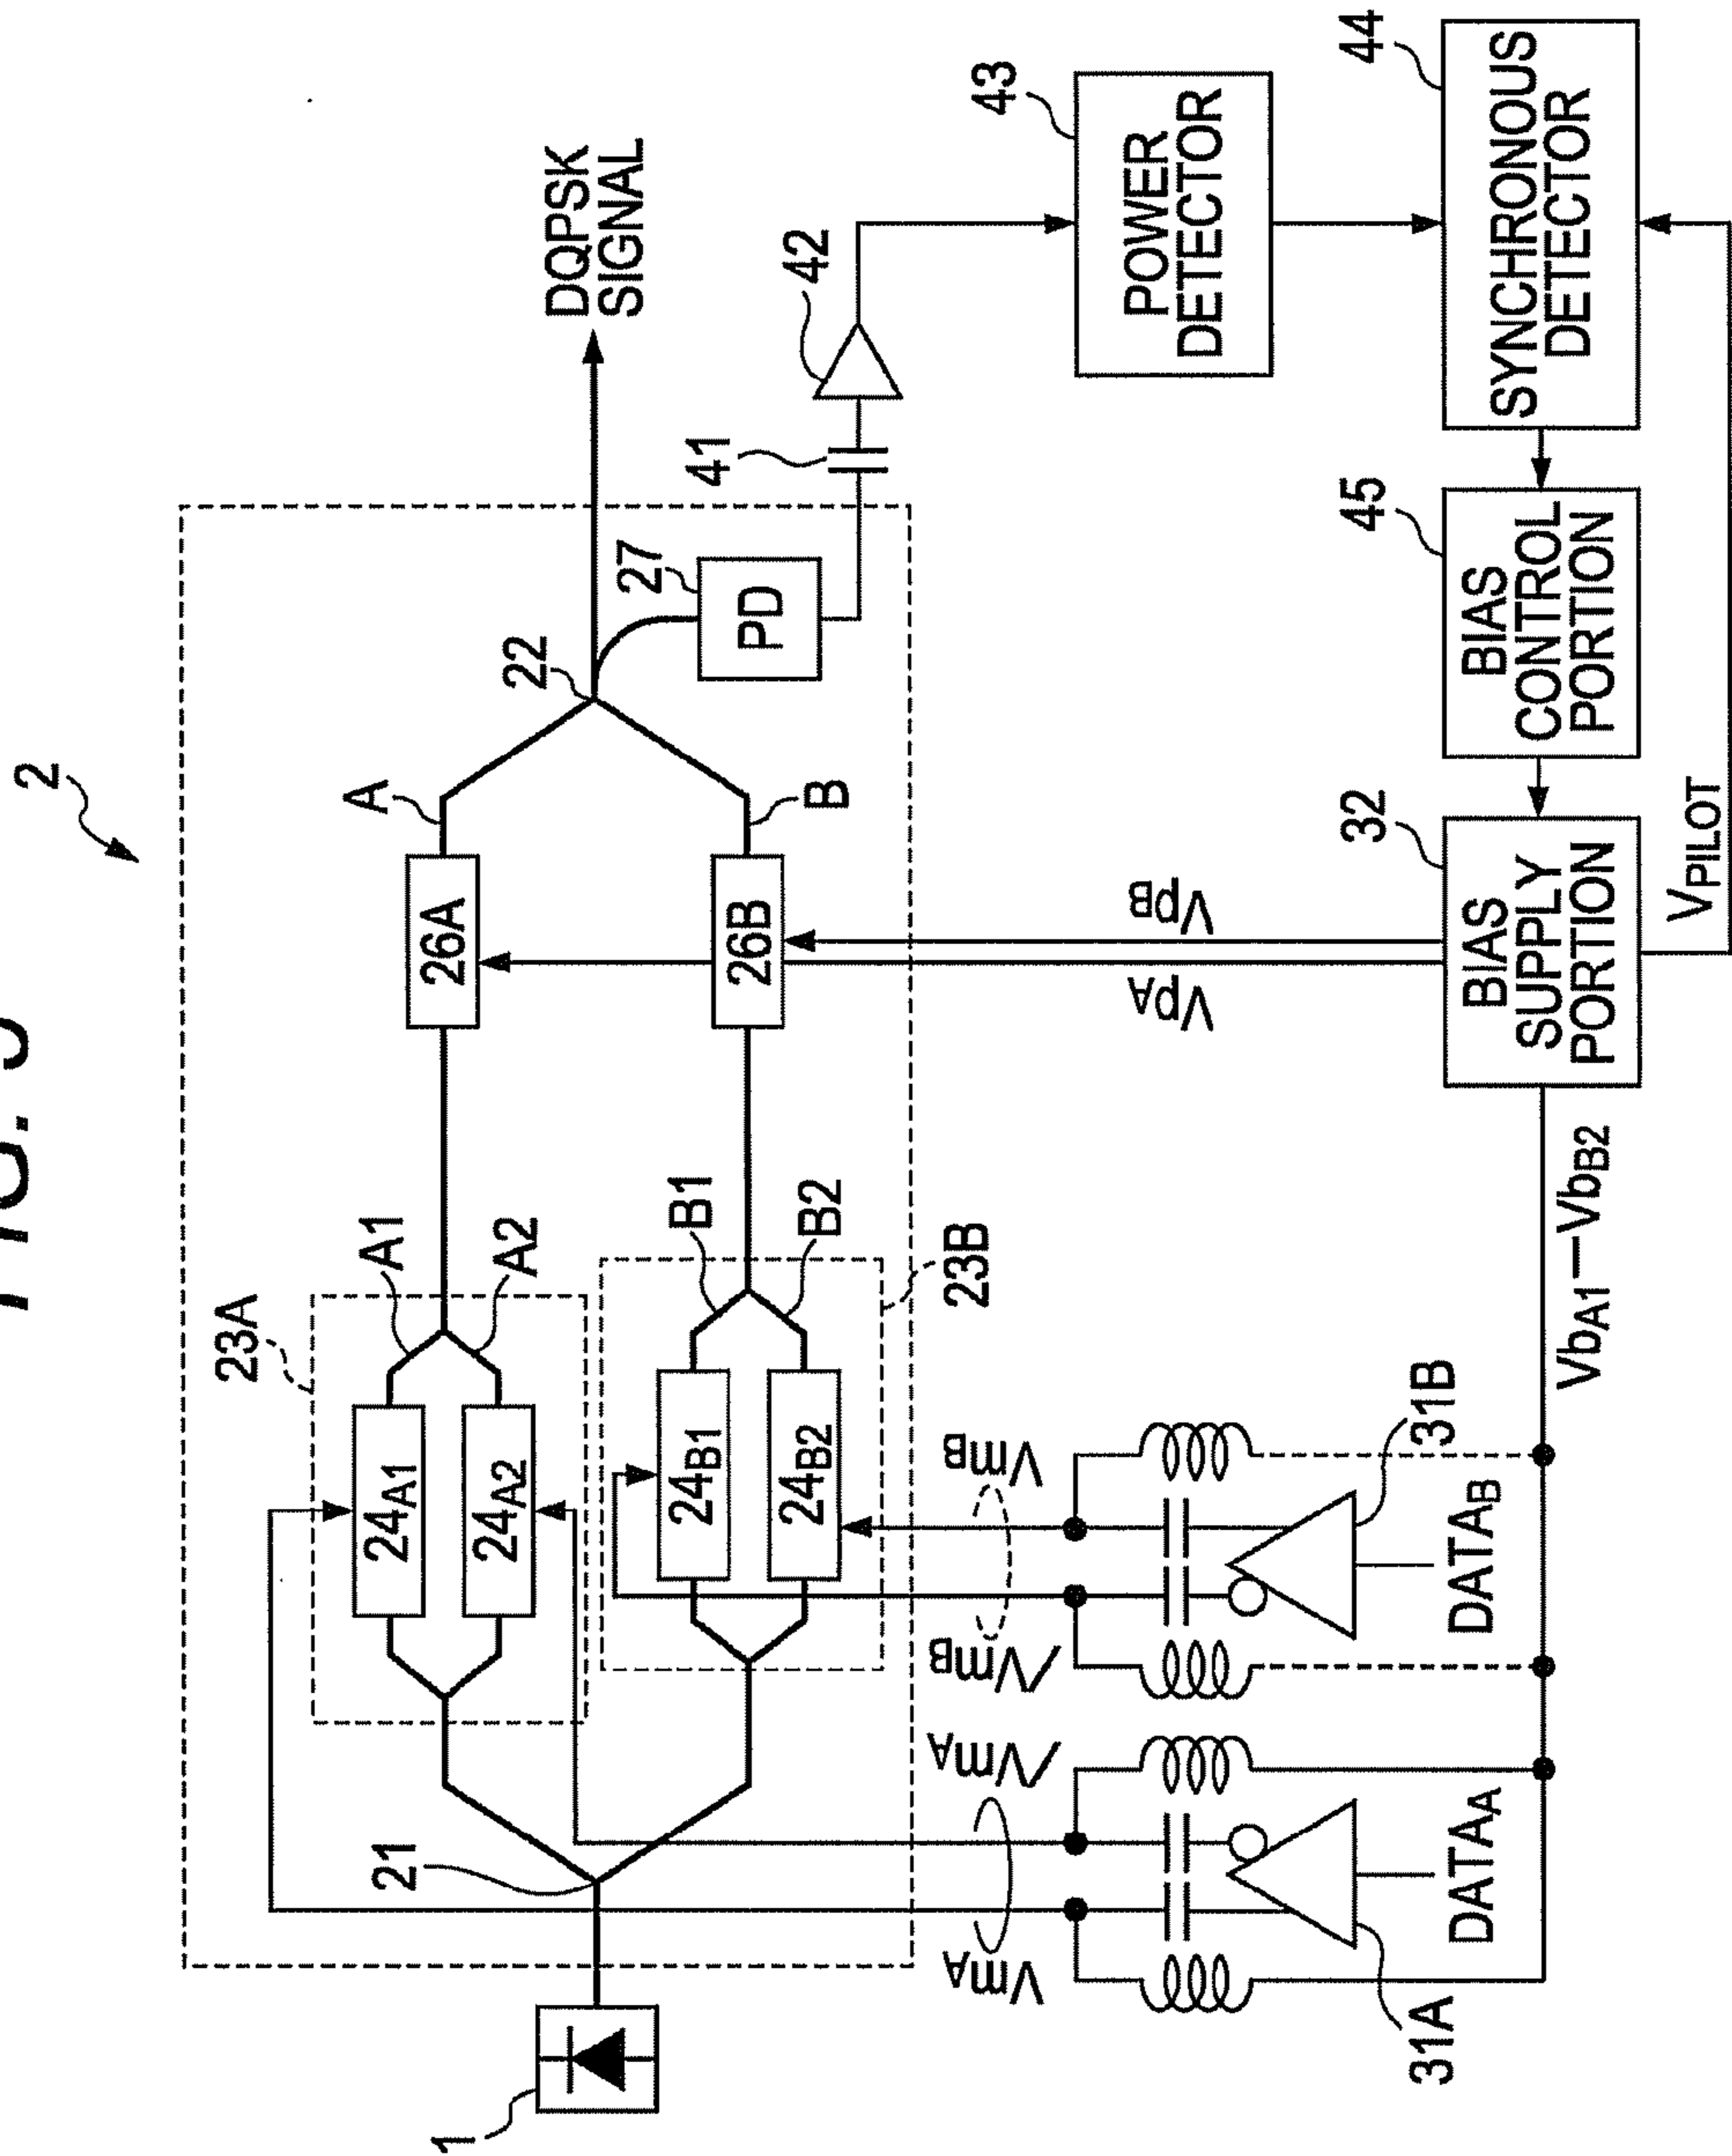 2
23A
A1
A2
24A1
24A2
26A
A
22
DQPSK
SIGNAL
21
1
B1
B2
24B1
24B2
23B
26B
B
27
PD
41
42
43
POWER
DETECTOR
VmA
/VmA
/VmB
VmB
VpA
VpB
31A
DATAA
DATAB
31B
VbA1—VbB2
32
BIAS
SUPPLY
PORTION
45
BIAS
CONTROL
PORTION
44
SYNCHRONOUS
DETECTOR
VPILOT